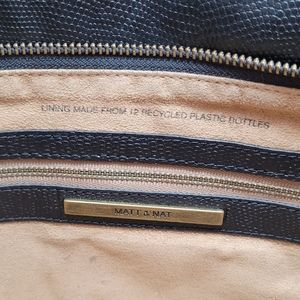 LINING MADE FROM 12 RECYCLED PLASTIC BOTTLES
MATT & NAT